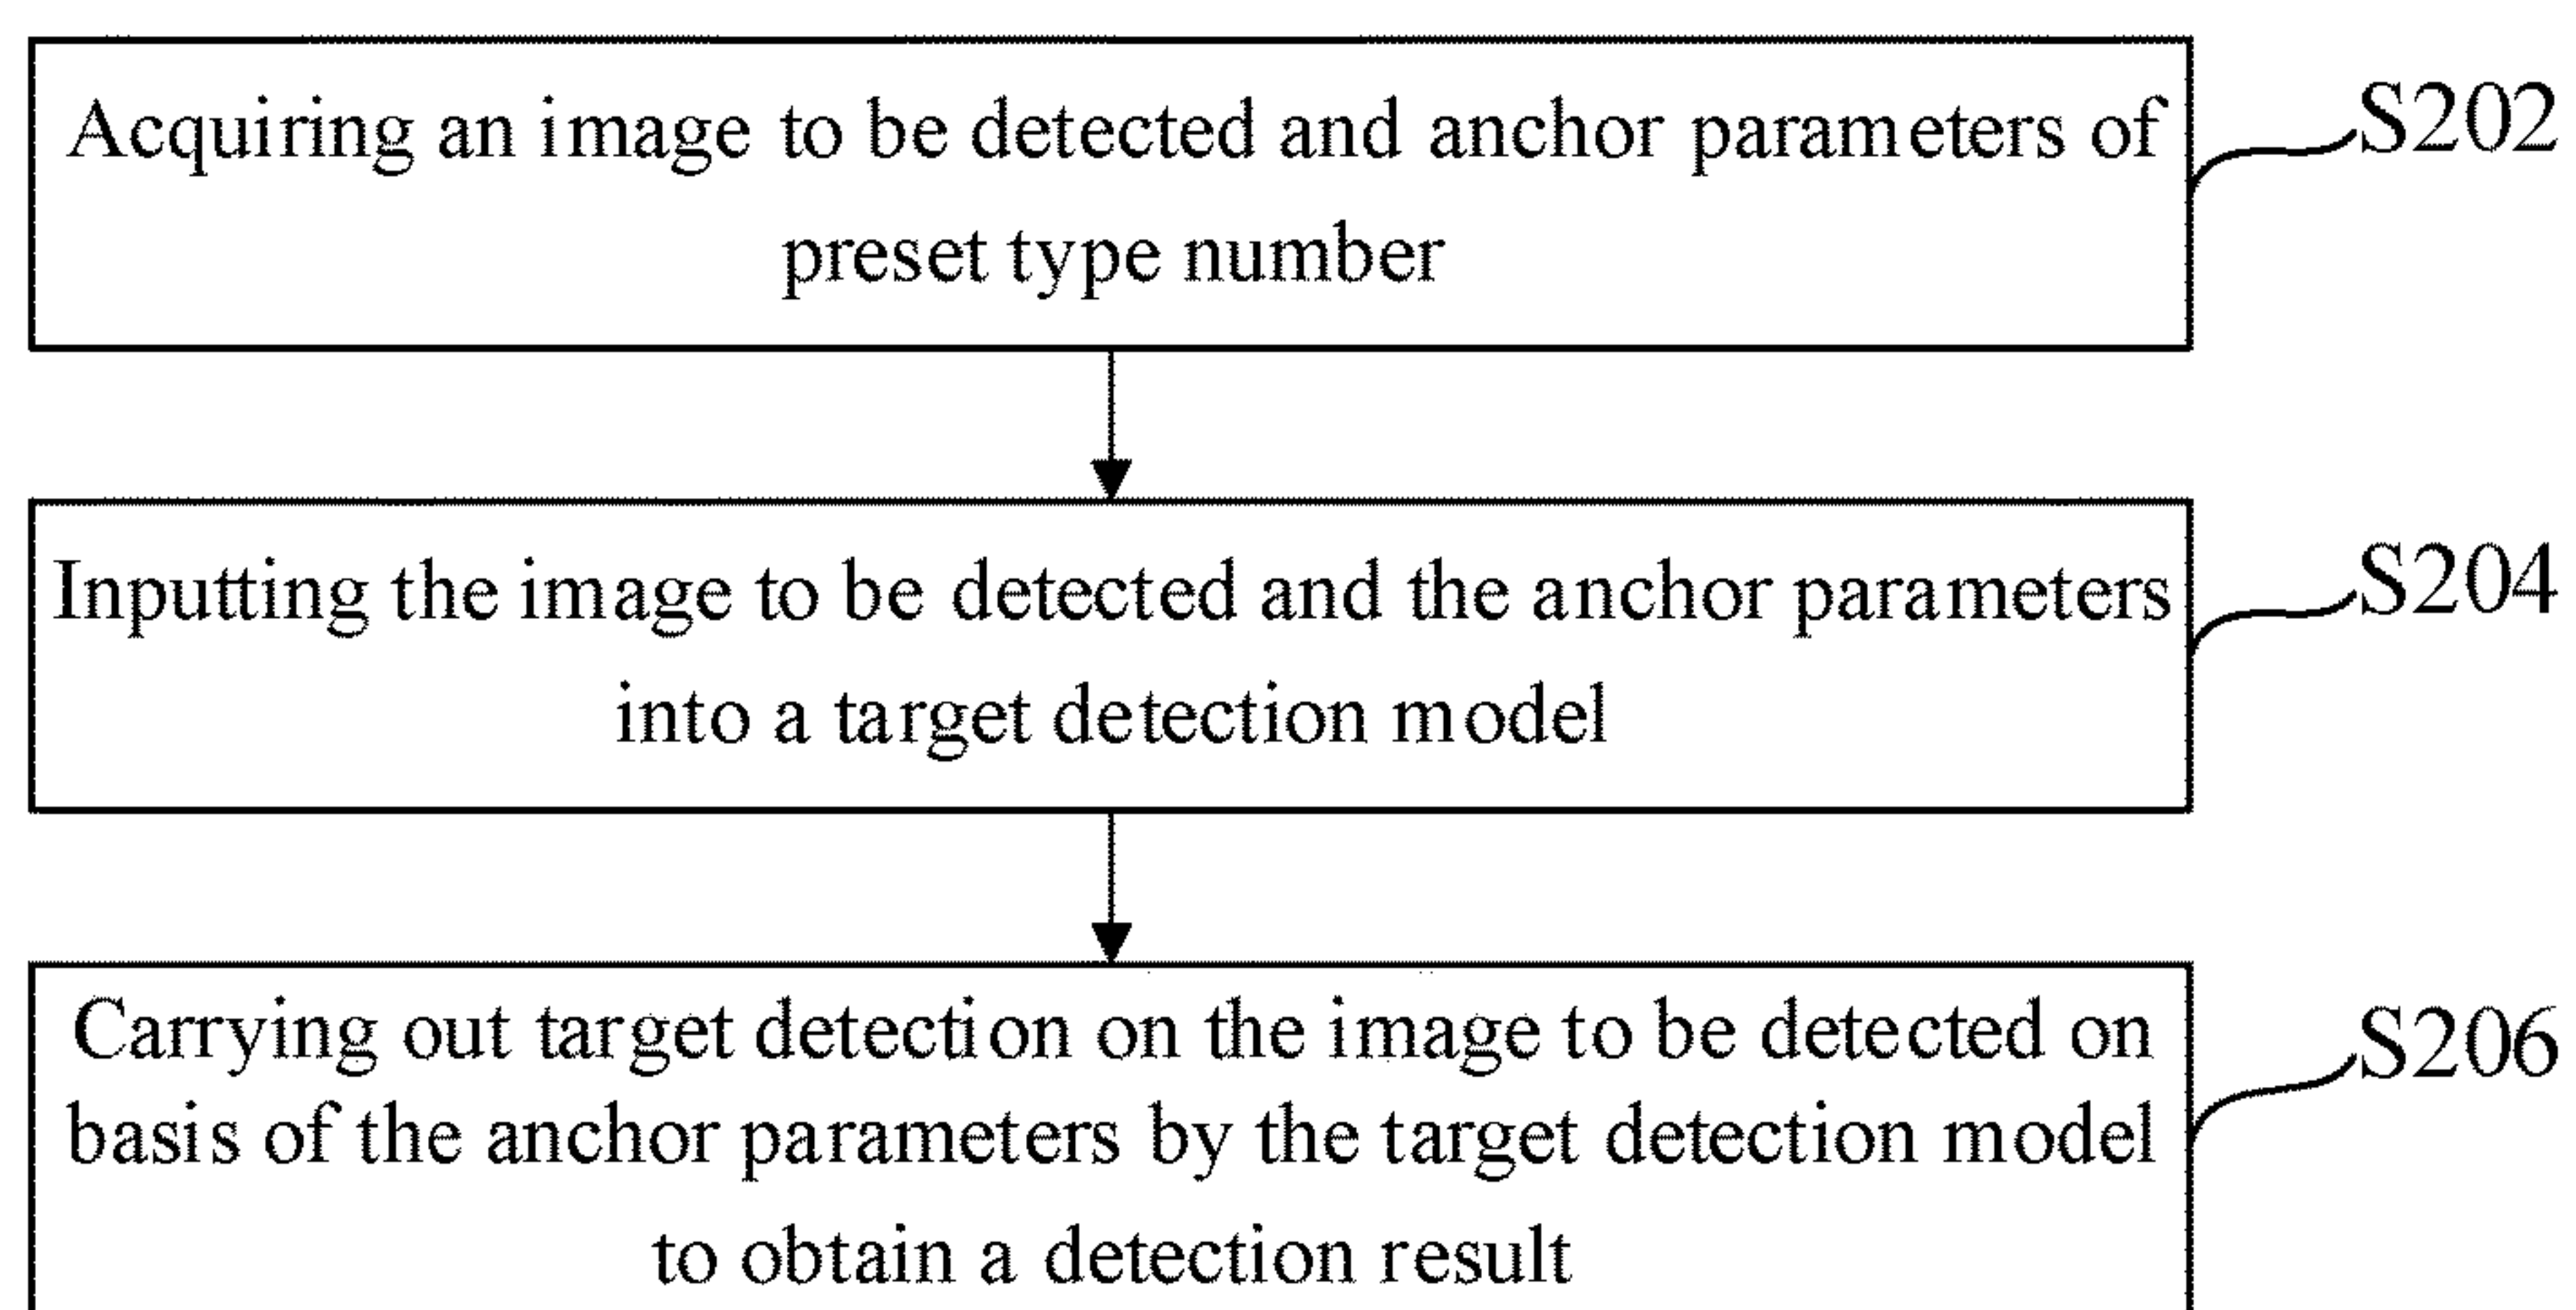 Acquiring an image to be detected and anchor parameters of
preset type number
S202
Inputting the image to be detected and the anchor parameters
into a target detection model
S204
Carrying out target detection on the image to be detected on
basis of the anchor parameters by the target detection model
to obtain a detection result
S206